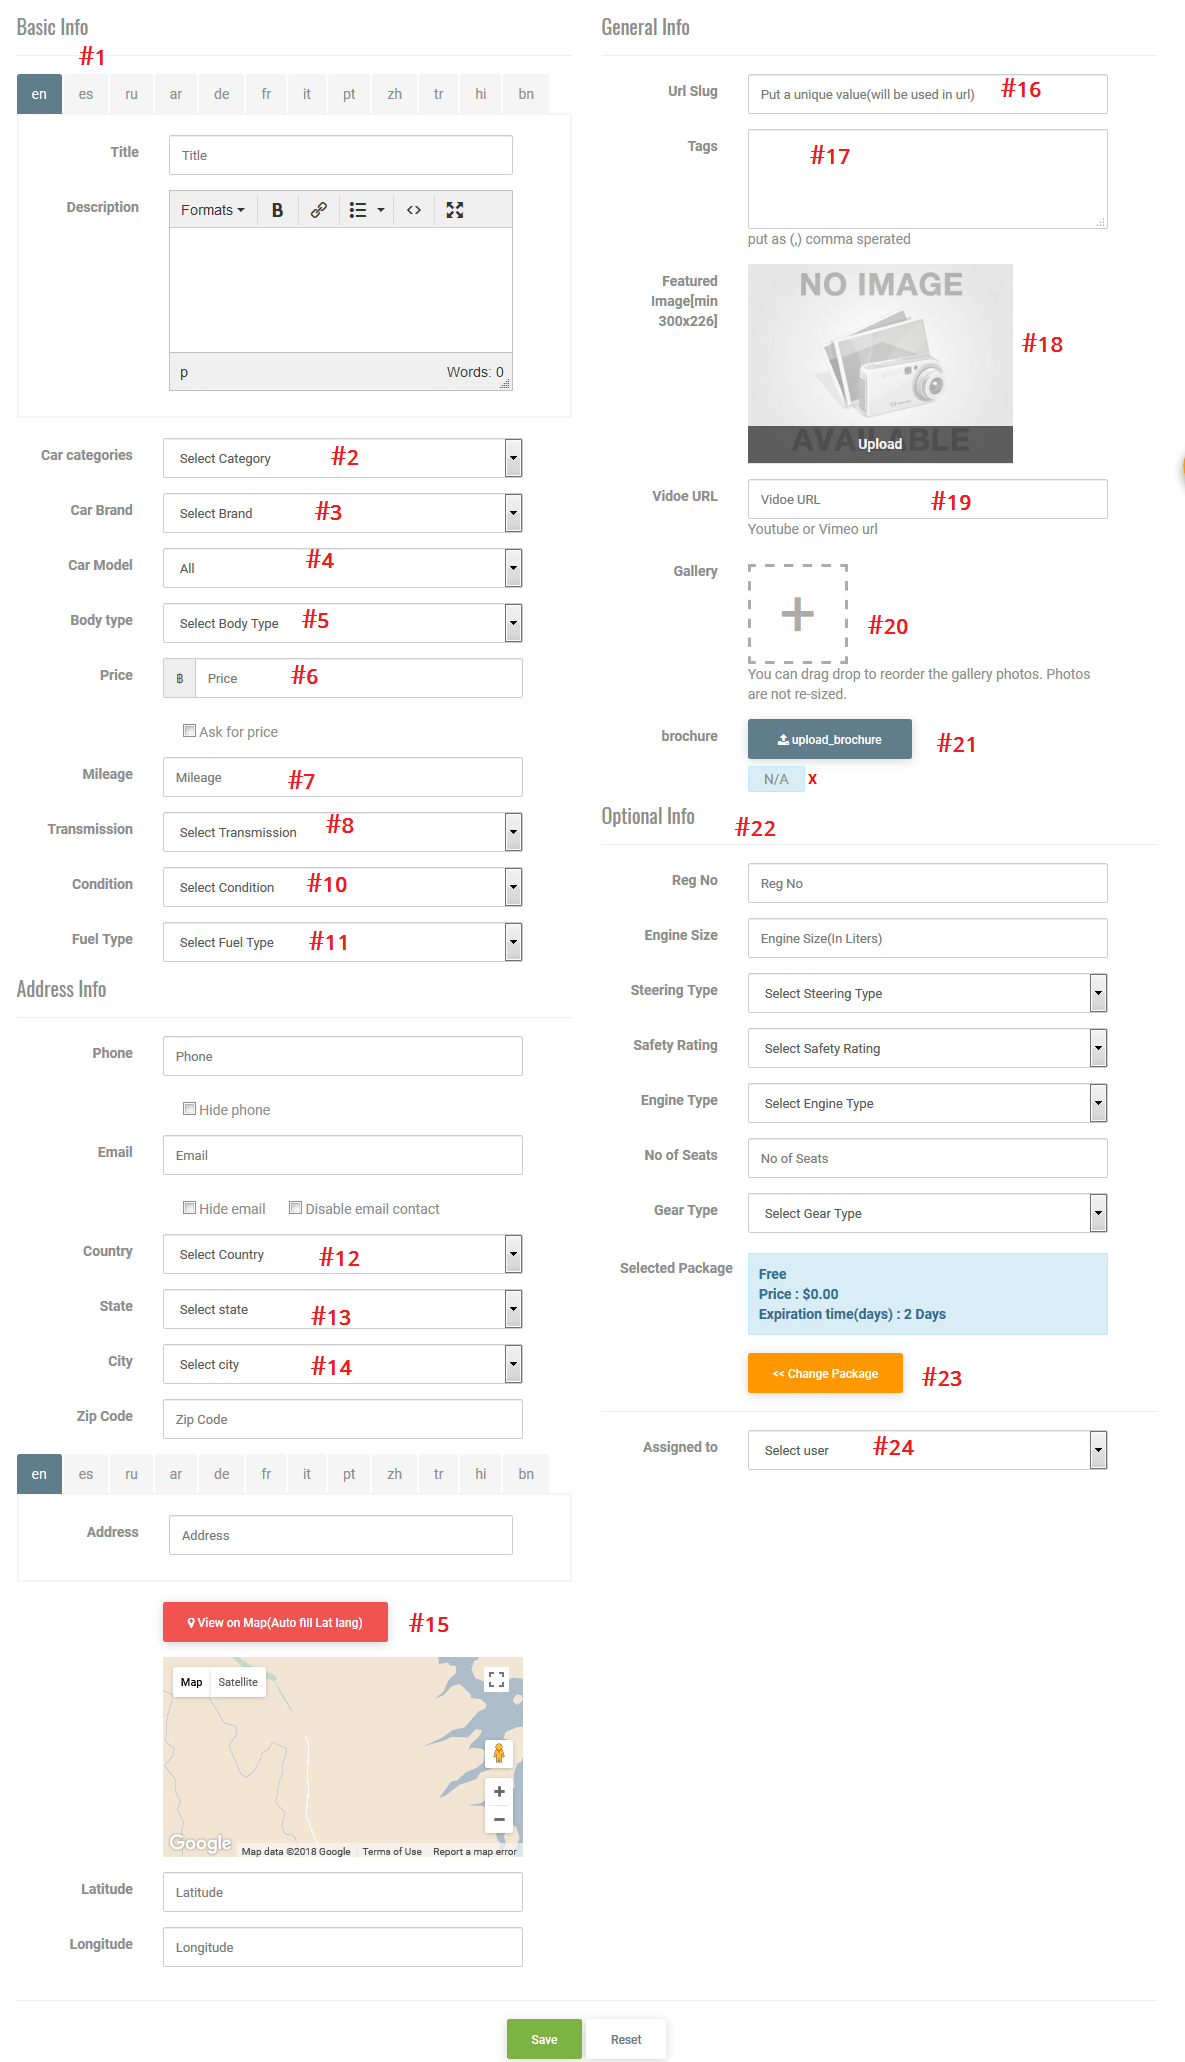 Basic Info
#1
en es ru ar de fr it pt zh tr hi bn
Title
Title
Description
Formats B
p Words: 0
Car categories
Select Category #2
Car Brand
Select Brand #3
Car Model
All #4
Body type
Select Body Type #5
Price
฿ Price #6
Ask for price
Mileage
Mileage #7
Transmission
Select Transmission #8
Condition
Select Condition #10
Fuel Type
Select Fuel Type #11
Address Info
Phone
Phone
Hide phone
Email
Email
Hide email Disable email contact
Country
Select Country #12
State
Select state #13
City
Select city #14
Zip Code
Zip Code
en es ru ar de fr it pt zh tr hi bn
Address
Address
View on Map(Auto fill Lat lang) #15
Map Satellite
Google
Map data ©2018 Google Terms of Use Report a map error
Latitude
Latitude
Longitude
Longitude
General Info
Url Slug
Put a unique value(will be used in url) #16
Tags
#17
put as (,) comma sperated
Featured
Image[min
300x226]
NO IMAGE
AVAILABLE
Upload
#18
Vidoe URL
Vidoe URL #19
Youtube or Vimeo url
Gallery
+
#20
You can drag drop to reorder the gallery photos. Photos
are not re-sized.
brochure
upload_brochure #21
N/A X
Optional Info
#22
Reg No
Reg No
Engine Size
Engine Size(In Liters)
Steering Type
Select Steering Type
Safety Rating
Select Safety Rating
Engine Type
Select Engine Type
No of Seats
No of Seats
Gear Type
Select Gear Type
Selected Package
Free
Price : $0.00
Expiration time(days) : 2 Days
<< Change Package #23
Assigned to
Select user #24
Save Reset